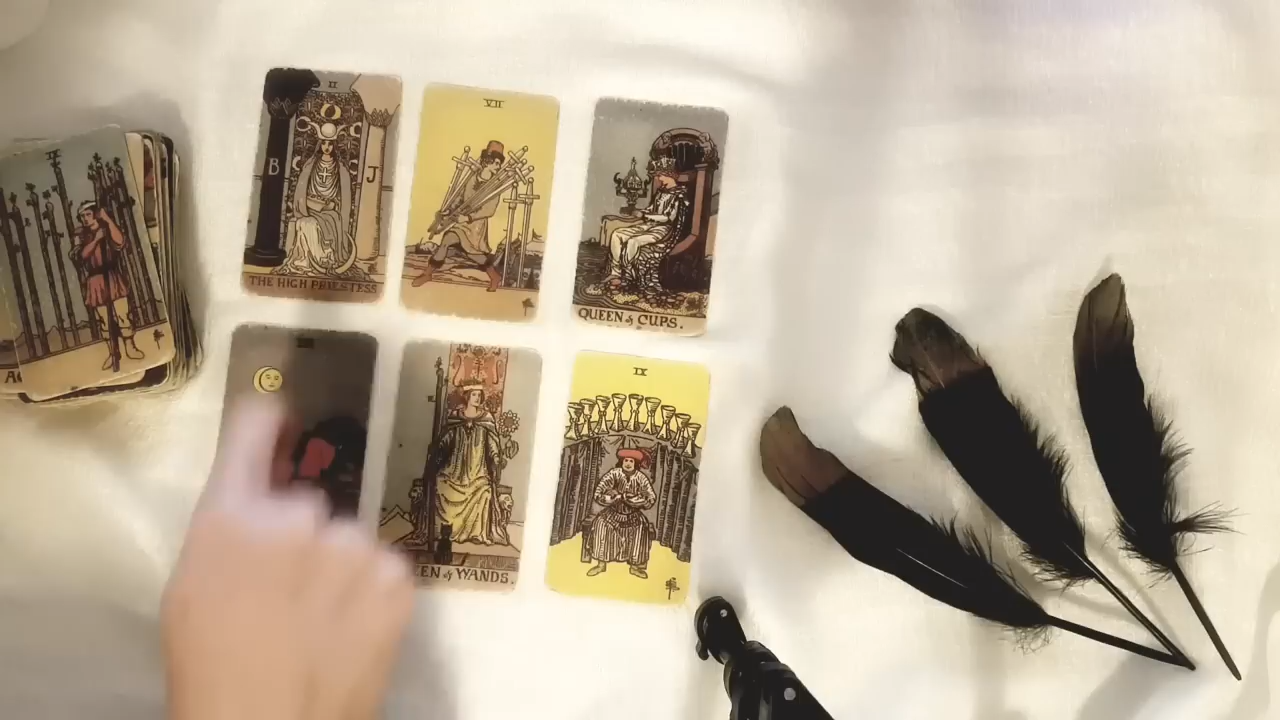 II
B J
THE HIGH PRIESTESS
VII
QUEEN of CUPS.
EEN of WANDS.
IX